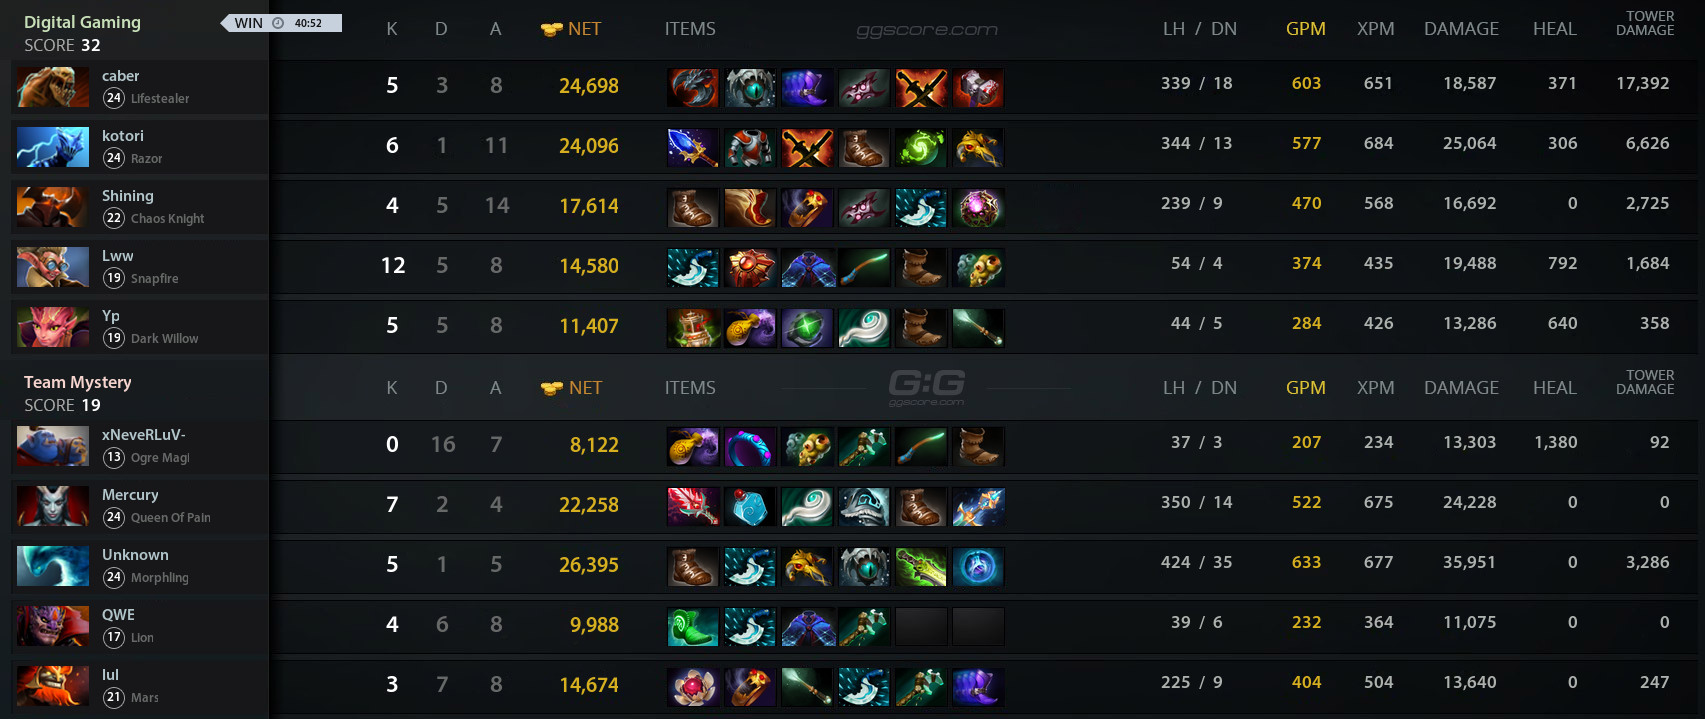 Digital Gaming WIN 40:52 K D A NET ITEMS ggscore.com LH / DN GPM XPM DAMAGE HEAL TOWER DAMAGE
SCORE 32
caber 5 3 8 24,698 339 / 18 603 651 18,587 371 17,392
24 Lifestealer
kotori 6 1 11 24,096 344 / 13 577 684 25,064 306 6,626
24 Razor
Shining 4 5 14 17,614 239 / 9 470 568 16,692 0 2,725
22 Chaos Knight
Lww 12 5 8 14,580 54 / 4 374 435 19,488 792 1,684
19 Snapfire
Yp 5 5 8 11,407 44 / 5 284 426 13,286 640 358
19 Dark Willow
Team Mystery K D A NET ITEMS G:G ggscore.com LH / DN GPM XPM DAMAGE HEAL TOWER DAMAGE
SCORE 19
xNeveRLuV- 0 16 7 8,122 37 / 3 207 234 13,303 1,380 92
13 Ogre Magi
Mercury 7 2 4 22,258 350 / 14 522 675 24,228 0 0
24 Queen Of Pain
Unknown 5 1 5 26,395 424 / 35 633 677 35,951 0 3,286
24 Morphling
QWE 4 6 8 9,988 39 / 6 232 364 11,075 0 0
17 Lion
lul 3 7 8 14,674 225 / 9 404 504 13,640 0 247
21 Mars